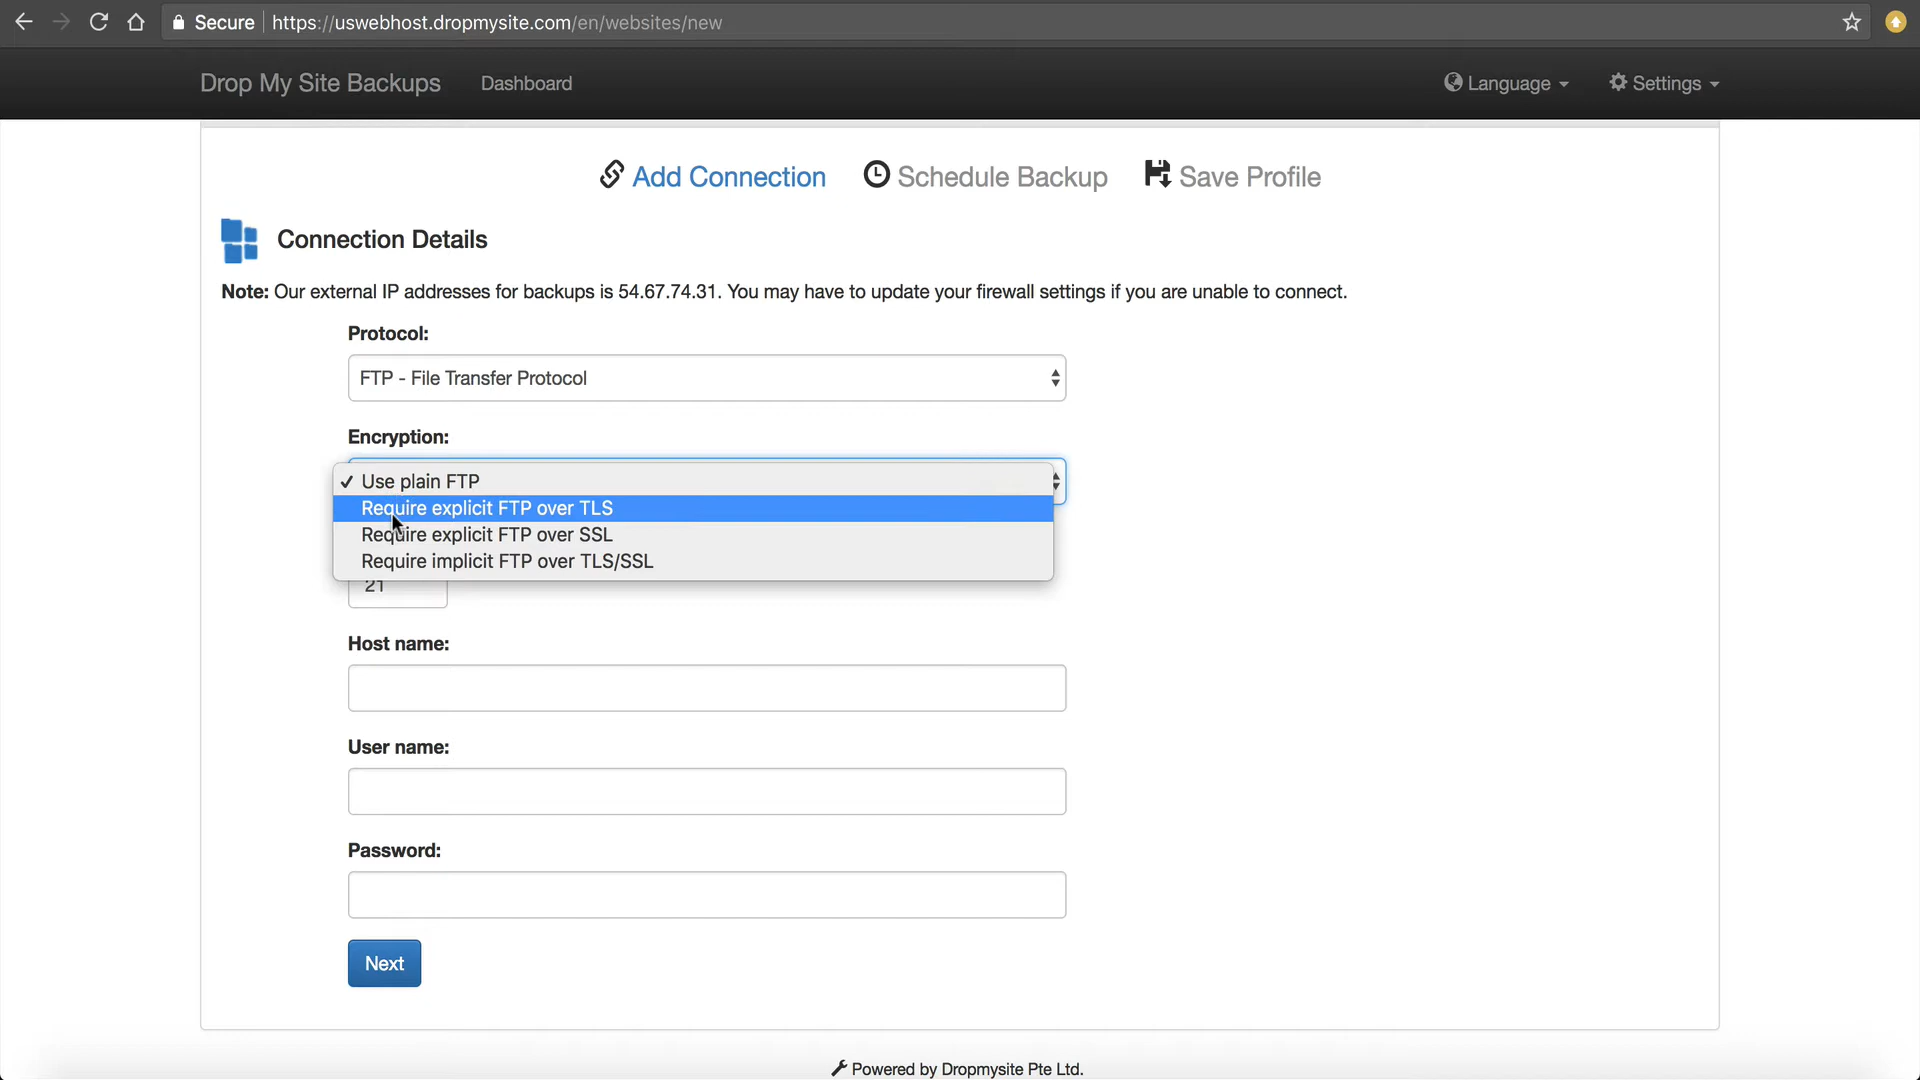 Secure https://uswebhost.dropmysite.com/en/websites/new
Drop My Site Backups Dashboard Language Settings
Add Connection Schedule Backup Save Profile
Connection Details
Note: Our external IP addresses for backups is 54.67.74.31. You may have to update your firewall settings if you are unable to connect.
Protocol:
FTP - File Transfer Protocol
Encryption:
✓ Use plain FTP
Require explicit FTP over TLS
Require explicit FTP over SSL
Require implicit FTP over TLS/SSL
21
Host name:
User name:
Password:
Next
Powered by Dropmysite Pte Ltd.